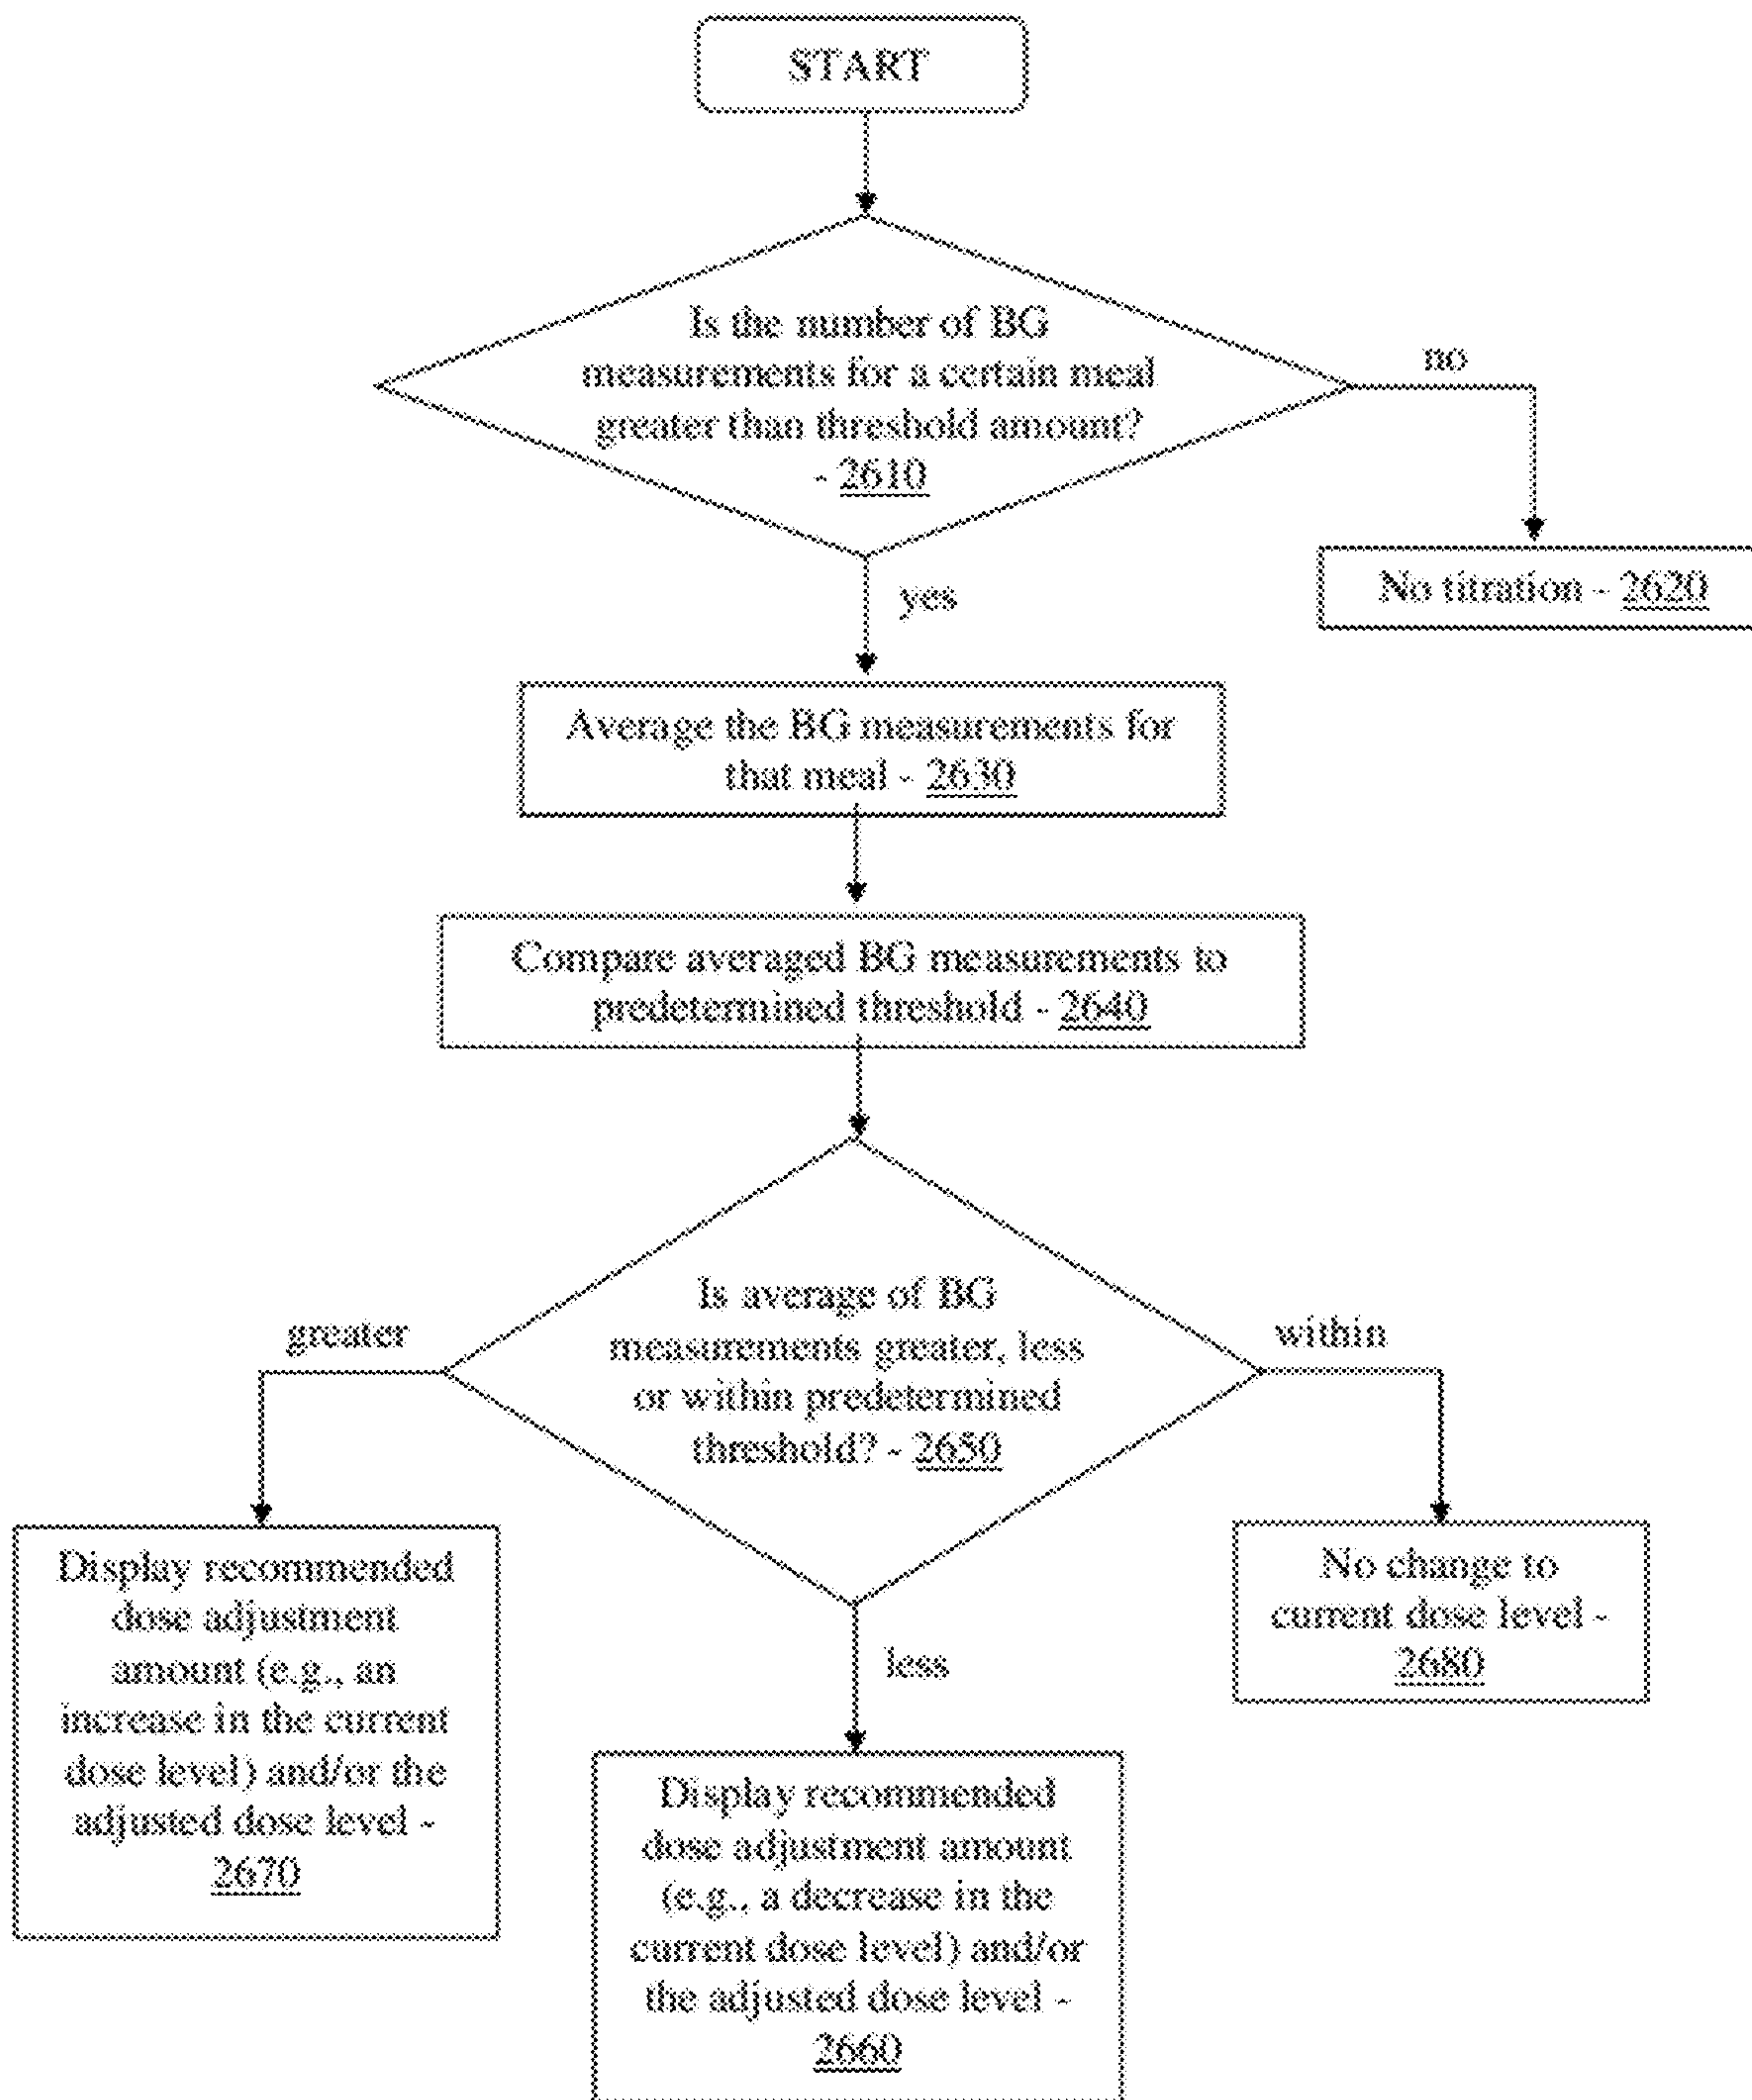 START
Is the number of BG
measurements for a certain meal
greater than threshold amount?
- 2610
no
No titration - 2620
yes
Average the BG measurements for
that meal - 2630
Compare averaged BG measurements to
predetermined threshold - 2640
Is average of BG
measurements greater, less
or within predetermined
threshold? - 2650
greater
within
less
Display recommended
dose adjustment
amount (e.g., an
increase in the current
dose level) and/or the
adjusted dose level -
2670
No change to
current dose level -
2680
Display recommended
dose adjustment amount
(e.g., a decrease in the
current dose level) and/or
the adjusted dose level -
2660